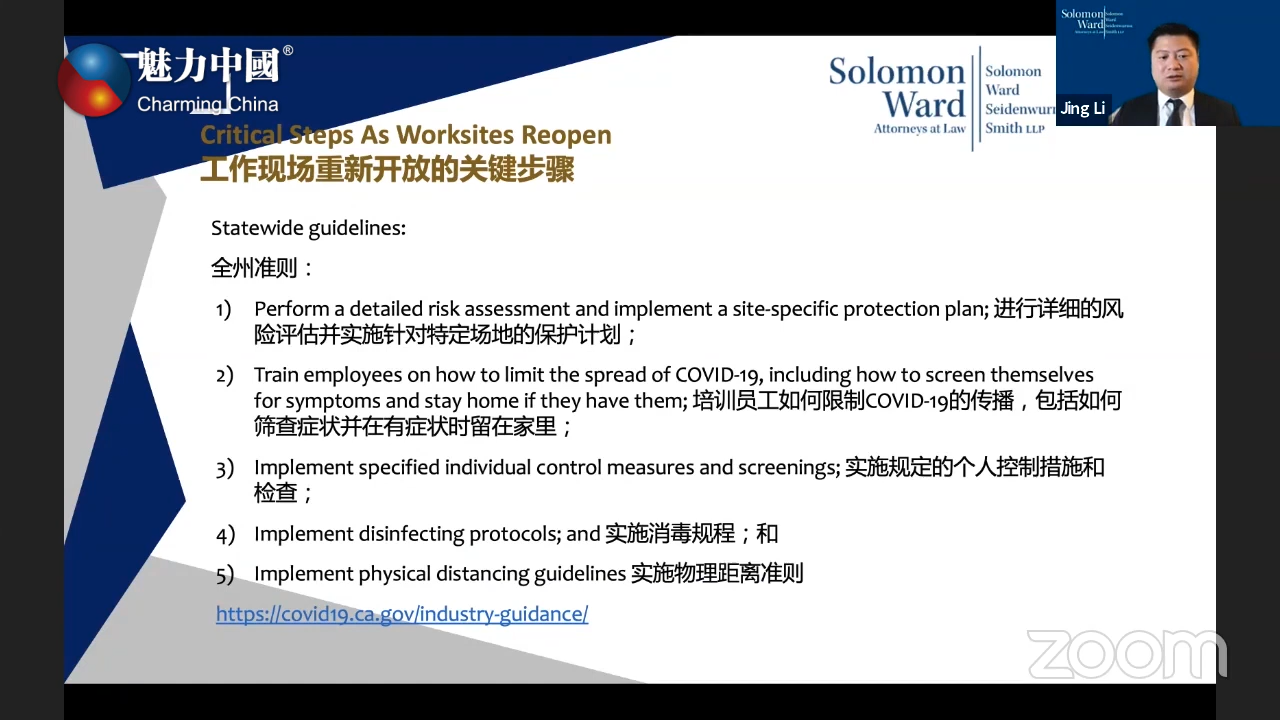 魅力中國®
Charming China
Solomon
Ward
Attorneys at Law
Solomon
Ward
Smith LLP
Solomon
Ward
Solomon
Ward
Seidenwurm
Smith LLP
Attorneys at Law
Jing Li
Critical Steps As Worksites Reopen
工作现场重新开放的关键步骤
Statewide guidelines:
全州准则：
1) Perform a detailed risk assessment and implement a site-specific protection plan; 进行详细的风
险评估并实施针对特定场地的保护计划；
2) Train employees on how to limit the spread of COVID-19, including how to screen themselves
for symptoms and stay home if they have them; 培训员工如何限制COVID-19的传播，包括如何
筛查症状并在有症状时留在家里；
3) Implement specified individual control measures and screenings; 实施规定的个人控制措施和
检查；
4) Implement disinfecting protocols; and 实施消毒规程；和
5) Implement physical distancing guidelines 实施物理距离准则
https://covid19.ca.gov/industry-guidance/
zoom